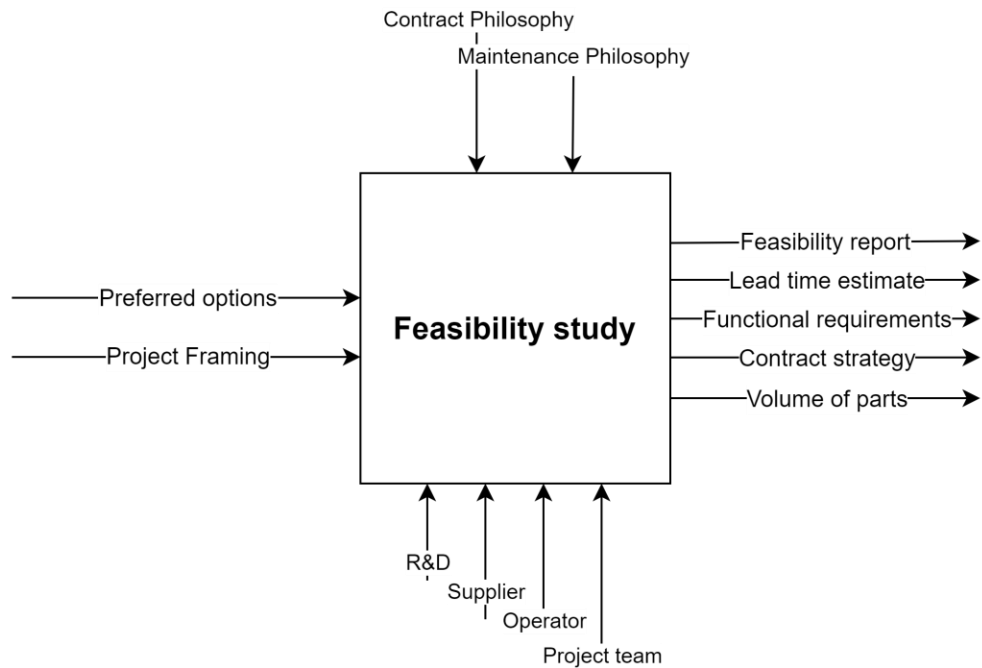 Contract Philosophy
Maintenance Philosophy
Preferred options
Project Framing
Feasibility study
Feasibility report
Lead time estimate
Functional requirements
Contract strategy
Volume of parts
R&D
Supplier
Operator
Project team